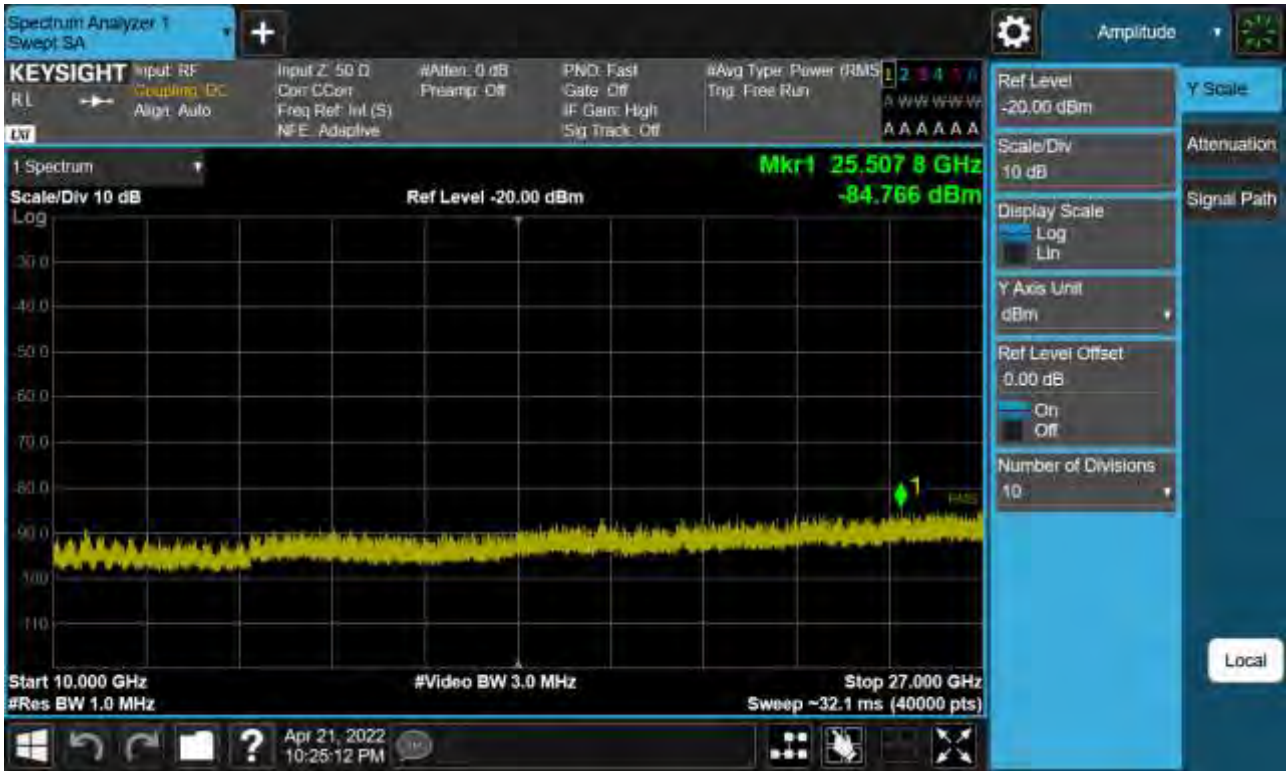 Spectrum Analyzer 1
Swept SA
Amplitude
KEYSIGHT
RL
Input: RF
Coupling: DC
Align: Auto
Input Z: 50 Ω
Corr CCorr
Freq Ref: Int (S)
NFE: Adaptive
#Atten: 0 dB
Preamp: Off
PNO: Fast
Gate: Off
IF Gain: High
Sig Track: Off
#Avg Type: Power (RMS
Trig: Free Run
1 2 3 4 5 6
A W W W W W
A A A A A A
1 Spectrum
Scale/Div 10 dB
Ref Level -20.00 dBm
Mkr1 25.507 8 GHz
-84.766 dBm
Log
-30.0
-40.0
-50.0
-60.0
-70.0
-80.0
-90.0
-100
-110
1
RMS
Start 10.000 GHz
#Res BW 1.0 MHz
#Video BW 3.0 MHz
Stop 27.000 GHz
Sweep ~32.1 ms (40000 pts)
Ref Level
-20.00 dBm
Scale/Div
10 dB
Display Scale
Log
Lin
Y Axis Unit
dBm
Ref Level Offset
0.00 dB
On
Off
Number of Divisions
10
Y Scale
Attenuation
Signal Path
Local
?
Apr 21, 2022
10:25:12 PM